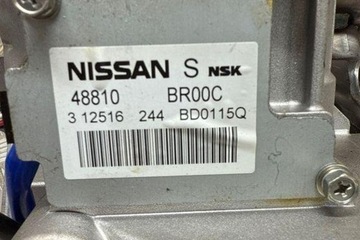 NISSAN S NSK
48810 BR00C
3 12516 244 BD0115Q